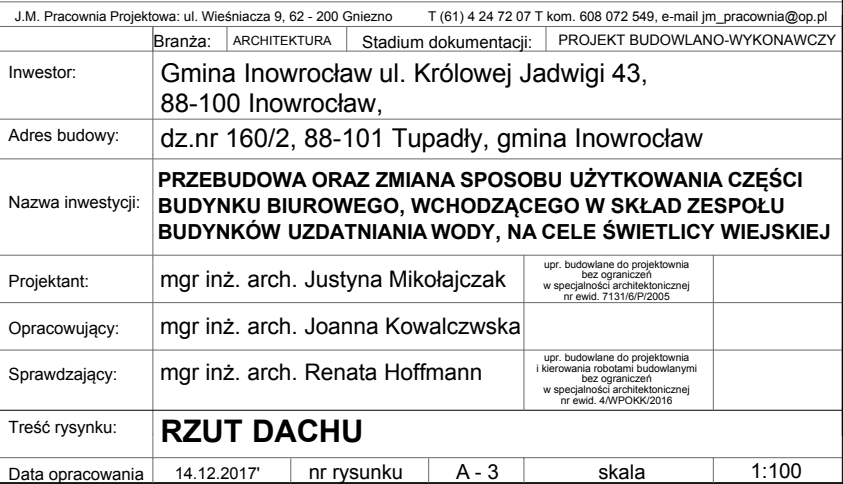 J.M. Pracownia Projektowa: ul. Wieśniacza 9, 62 - 200 Gniezno T (61) 4 24 72 07 T kom. 608 072 549, e-mail jm_pracownia@op.pl
Branża: ARCHITEKTURA Stadium dokumentacji: PROJEKT BUDOWLANO-WYKONAWCZY
Inwestor: Gmina Inowrocław ul. Królowej Jadwigi 43,
88-100 Inowrocław,
Adres budowy: dz.nr 160/2, 88-101 Tupadły, gmina Inowrocław
Nazwa inwestycji: PRZEBUDOWA ORAZ ZMIANA SPOSOBU UŻYTKOWANIA CZĘŚCI
BUDYNKU BIUROWEGO, WCHODZĄCEGO W SKŁAD ZESPOŁU
BUDYNKÓW UZDATNIANIA WODY, NA CELE ŚWIETLICY WIEJSKIEJ
Projektant: mgr inż. arch. Justyna Mikołajczak
upr. budowlane do projektownia
bez ograniczeń
w specjalności architektonicznej
nr ewid. 7131/6/P/2005
Opracowujący: mgr inż. arch. Joanna Kowalczwska
Sprawdzający: mgr inż. arch. Renata Hoffmann
upr. budowlane do projektownia
i kierowania robotami budowlanymi
bez ograniczeń
w specjalności architektonicznej
nr ewid. 4/WPOKK/2016
Treść rysunku: RZUT DACHU
Data opracowania 14.12.2017' nr rysunku A - 3 skala 1:100